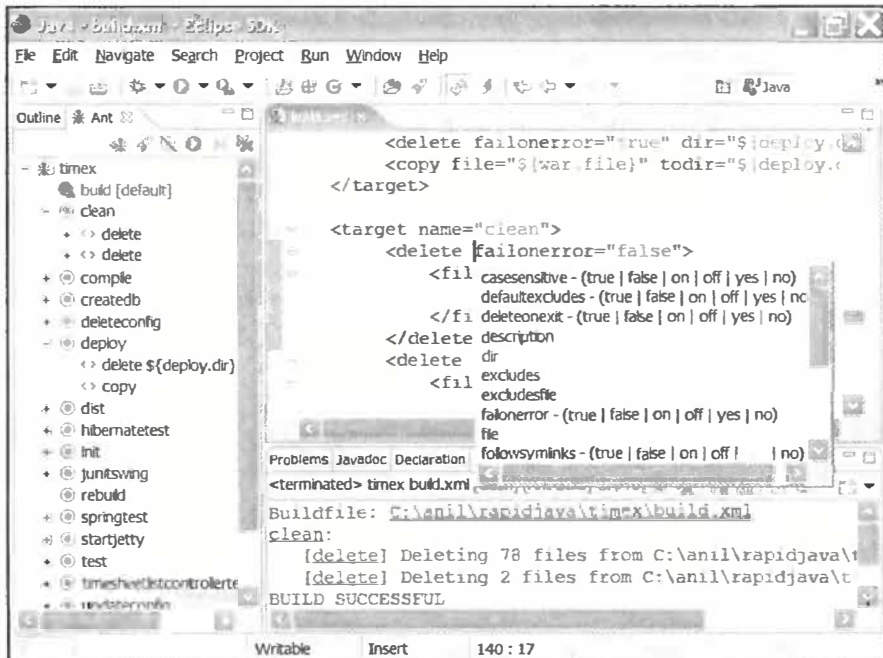 Java - build.xml - Eclipse SDK
File Edit Navigate Search Project Run Window Help
Java
Outline Ant
build.xml
timex
build [default]
clean
delete
delete
compile
createdb
deleteconfig
deploy
delete ${deploy.dir}
copy
dist
hibernatetest
init
junitswing
rebuild
springtest
startjetty
test
timesheetlistcontrollerte
updateconfig
<delete failonerror="true" dir="${deploy.d
<copy file="${war.file}" todir="${deploy.d
</target>
<target name="clean">
<delete failonerror="false">
<fil
</fi
</delete
<delete
<fil
casesensitive - (true | false | on | off | yes | no)
defaultexcludes - (true | false | on | off | yes | no
deleteonexit - (true | false | on | off | yes | no)
description
dir
excludes
excludesfile
failonerror - (true | false | on | off | yes | no)
file
followsymlinks - (true | false | on | off | | no)
Problems Javadoc Declaration
<terminated> timex build.xml
Buildfile: C:\anil\rapidjava\timex\build.xml
clean:
[delete] Deleting 78 files from C:\anil\rapidjava\t
[delete] Deleting 2 files from C:\anil\rapidjava\t
BUILD SUCCESSFUL
Writable Insert 140 : 17